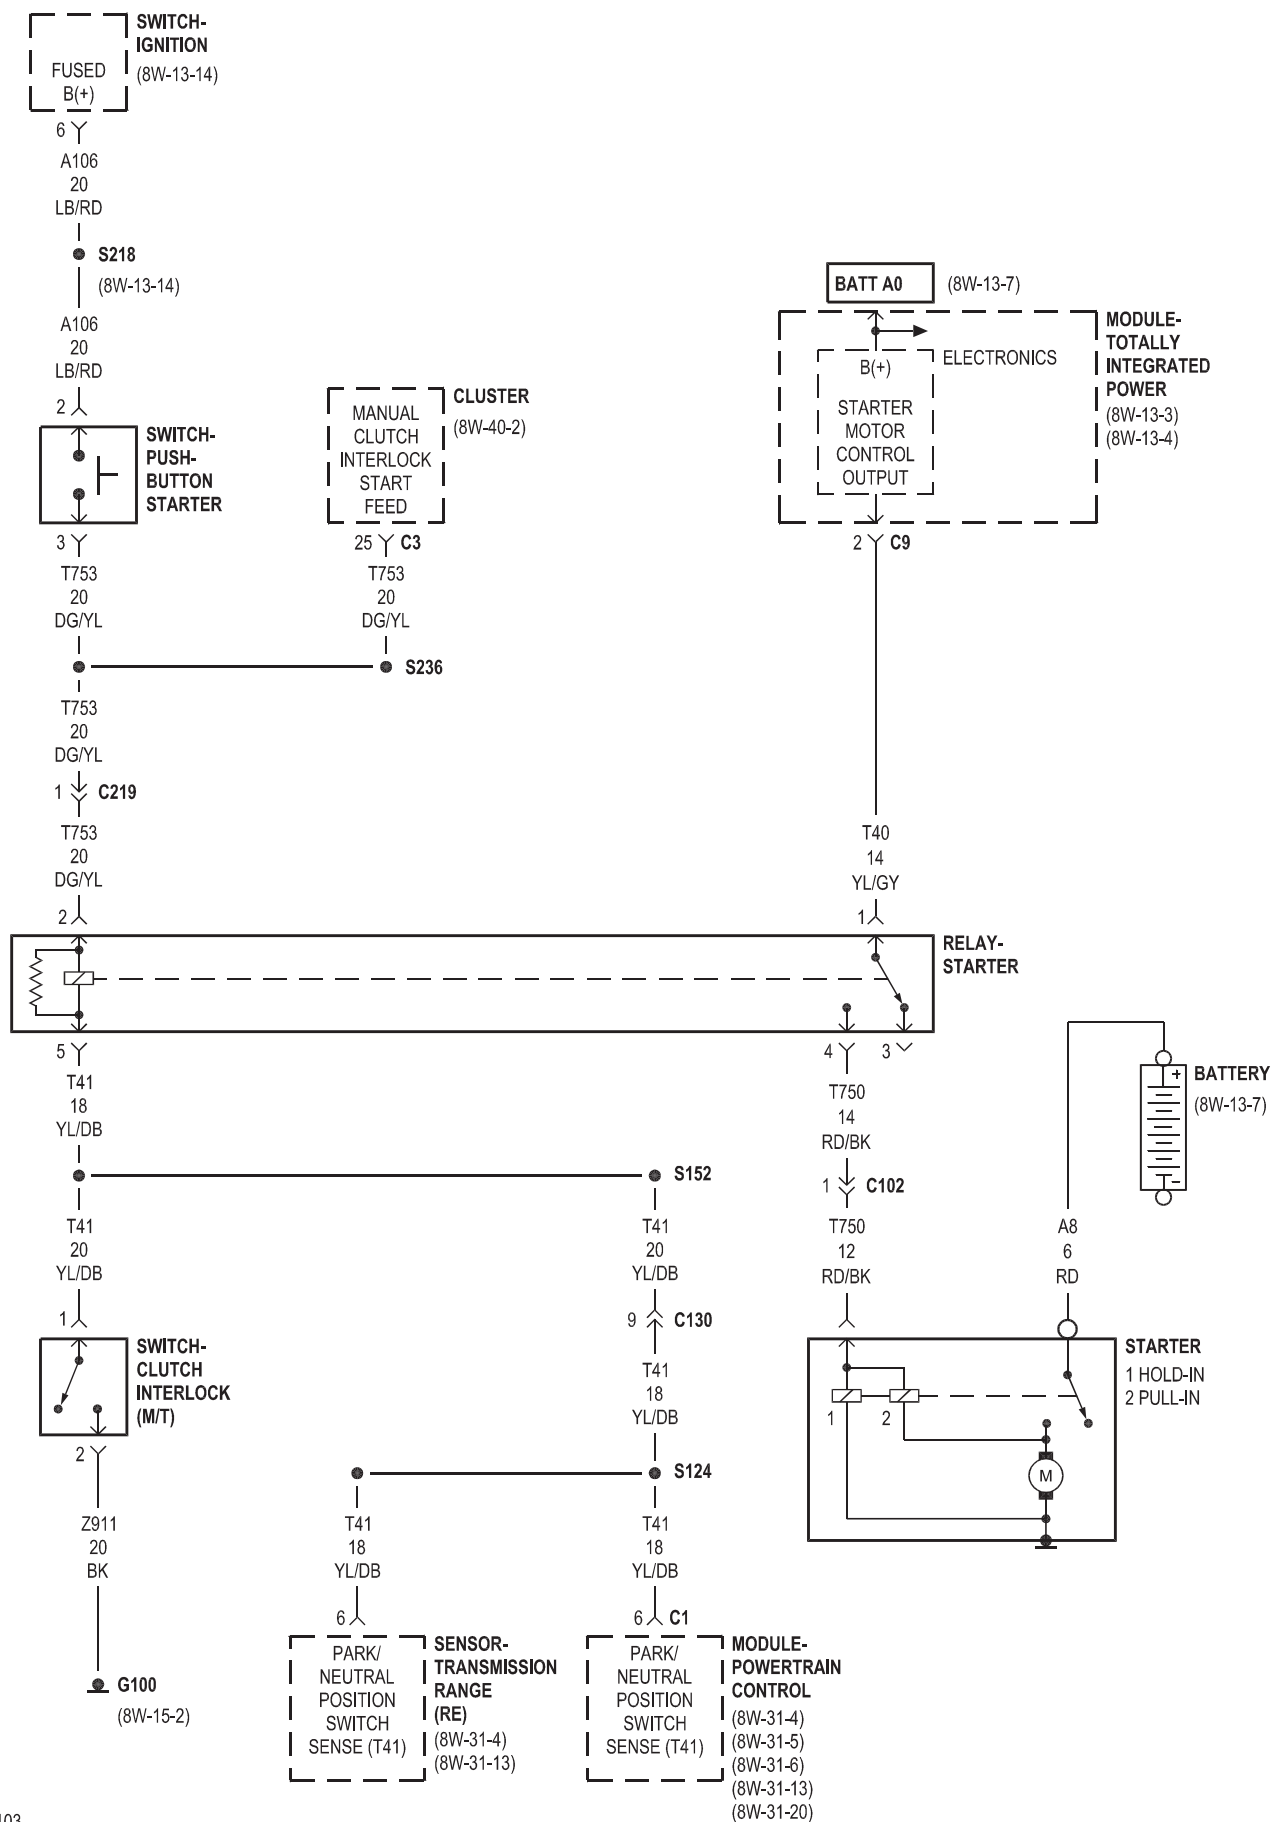 SWITCH-
IGNITION
(8W-13-14)
FUSED
B(+)
6
A106
20
LB/RD
S218
(8W-13-14)
A106
20
LB/RD
2
SWITCH-
PUSH-
BUTTON
STARTER
3
T753
20
DG/YL
CLUSTER
(8W-40-2)
MANUAL
CLUTCH
INTERLOCK
START
FEED
25 C3
T753
20
DG/YL
S236
T753
20
DG/YL
1 C219
T753
20
DG/YL
2
BATT A0 (8W-13-7)
MODULE-
TOTALLY
INTEGRATED
POWER
(8W-13-3)
(8W-13-4)
ELECTRONICS
B(+)
STARTER
MOTOR
CONTROL
OUTPUT
2 C9
T40
14
YL/GY
1
RELAY-
STARTER
5
T41
18
YL/DB
4
3
T750
14
RD/BK
1 C102
T750
12
RD/BK
BATTERY
(8W-13-7)
+
-
A8
6
RD
S152
T41
20
YL/DB
1
SWITCH-
CLUTCH
INTERLOCK
(M/T)
2
Z911
20
BK
G100
(8W-15-2)
T41
20
YL/DB
9 C130
T41
18
YL/DB
S124
T41
18
YL/DB
6
PARK/
NEUTRAL
POSITION
SWITCH
SENSE (T41)
SENSOR-
TRANSMISSION
RANGE
(RE)
(8W-31-4)
(8W-31-13)
T41
18
YL/DB
6 C1
PARK/
NEUTRAL
POSITION
SWITCH
SENSE (T41)
MODULE-
POWERTRAIN
CONTROL
(8W-31-4)
(8W-31-5)
(8W-31-6)
(8W-31-13)
(8W-31-20)
STARTER
1 HOLD-IN
2 PULL-IN
1
2
M